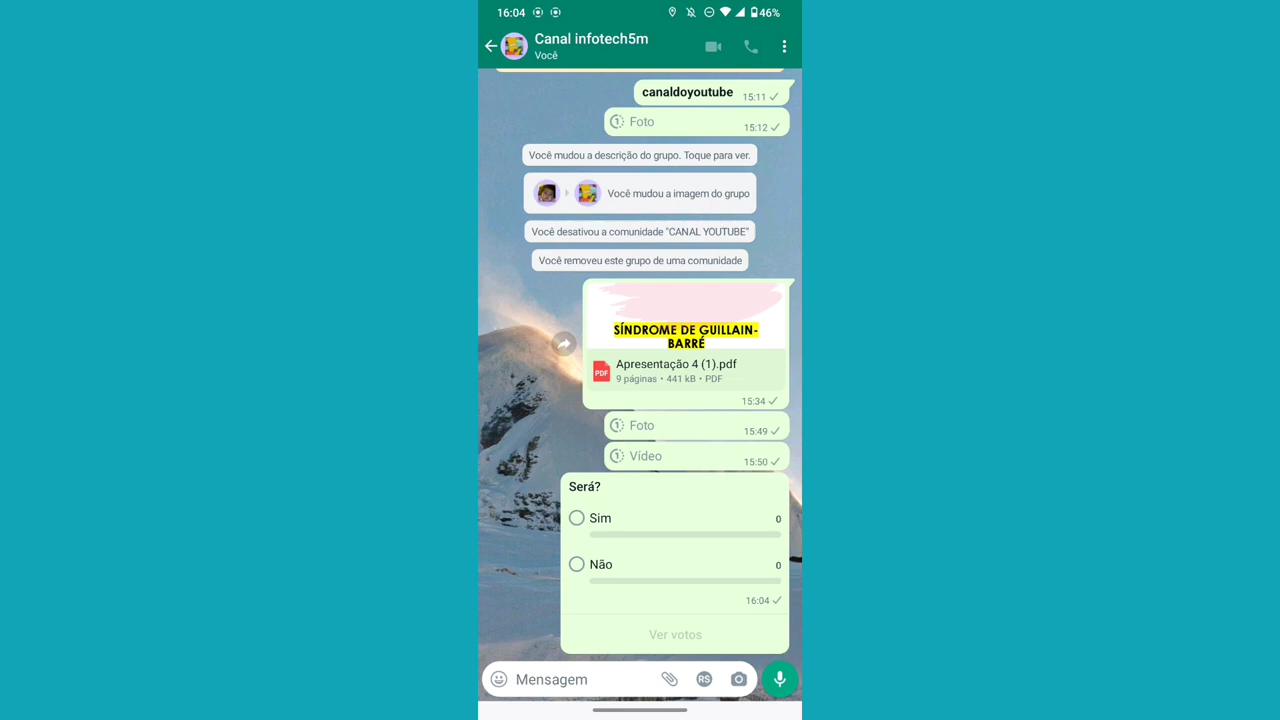 16:04 46%
Canal infotech5m
Você
canaldoyoutube 15:11
1 Foto 15:12
Você mudou a descrição do grupo. Toque para ver.
Você mudou a imagem do grupo
Você desativou a comunidade "CANAL YOUTUBE"
Você removeu este grupo de uma comunidade
SÍNDROME DE GUILLAIN-
BARRÉ
PDF Apresentação 4 (1).pdf
9 páginas • 441 kB • PDF
15:34
1 Foto 15:49
1 Vídeo 15:50
Será?
Sim 0
Não 0
16:04
Ver votos
Mensagem R$